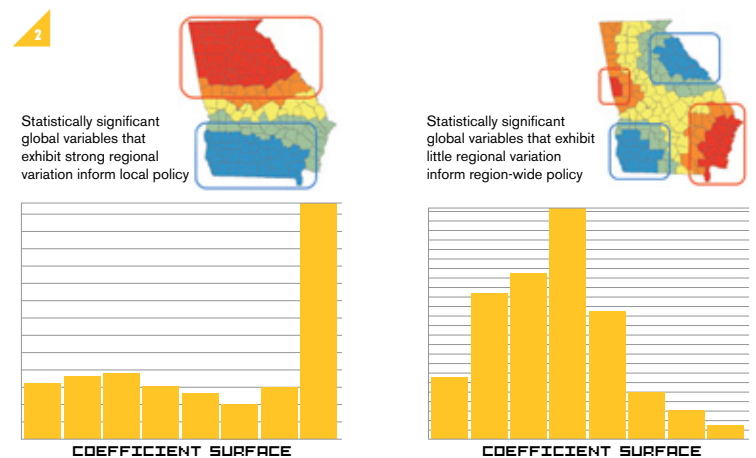 2
Statistically significant
global variables that
exhibit strong regional
variation inform local policy
COEFFICIENT SURFACE
Statistically significant
global variables that exhibit
little regional variation
inform region-wide policy
COEFFICIENT SURFACE